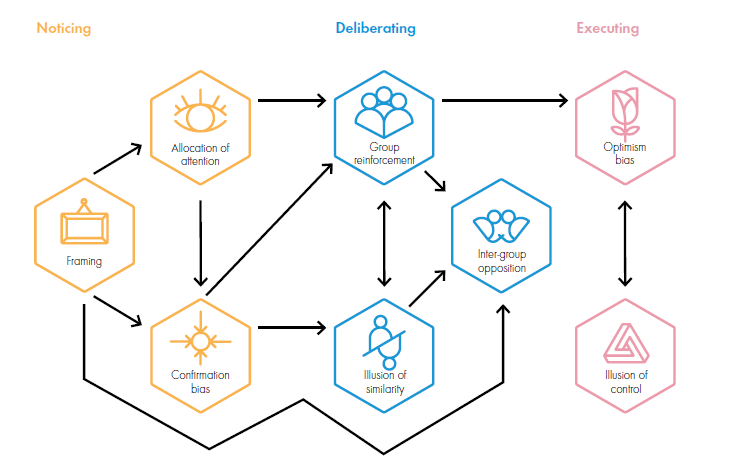 Noticing
Deliberating
Executing
Allocation of
attention
Group
reinforcement
Optimism
bias
Framing
Inter-group
opposition
Confirmation
bias
Illusion of
similarity
Illusion of
control